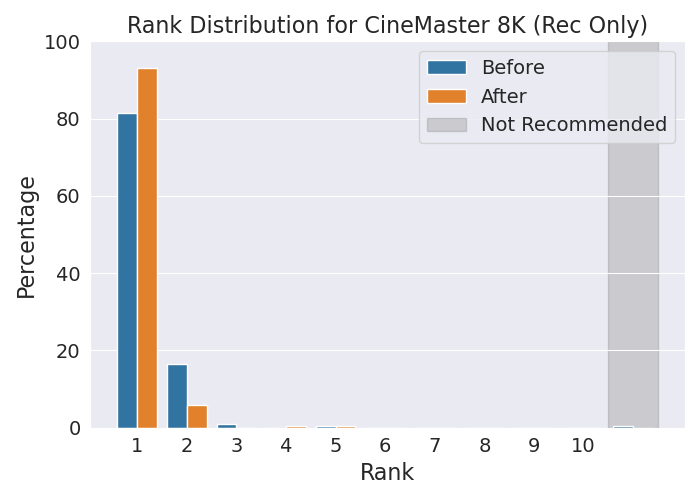 Rank Distribution for CineMaster 8K (Rec Only)
100
80
60
40
20
0
Percentage
Before
After
Not Recommended
1 2 3 4 5 6 7 8 9 10
Rank